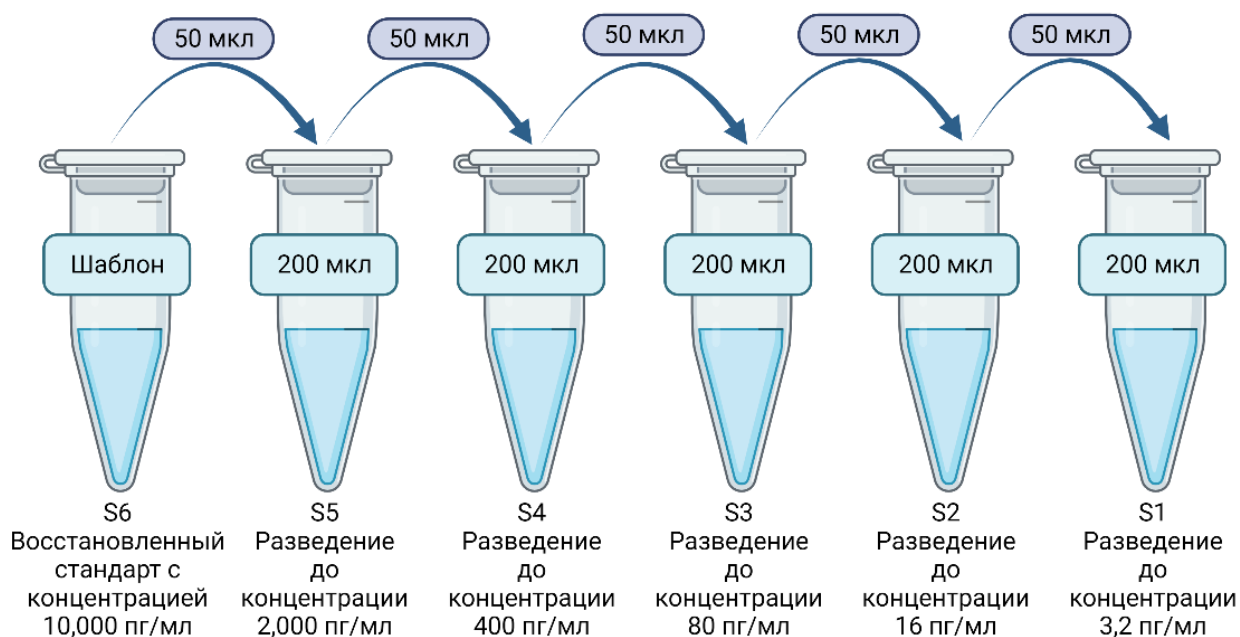 50 мкл
50 мкл
50 мкл
50 мкл
50 мкл
Шаблон
200 мкл
200 мкл
200 мкл
200 мкл
200 мкл
S6
Восстановленный
стандарт с
концентрацией
10,000 пг/мл
S5
Разведение
до
концентрации
2,000 пг/мл
S4
Разведение
до
концентрации
400 пг/мл
S3
Разведение
до
концентрации
80 пг/мл
S2
Разведение
до
концентрации
16 пг/мл
S1
Разведение
до
концентрации
3,2 пг/мл